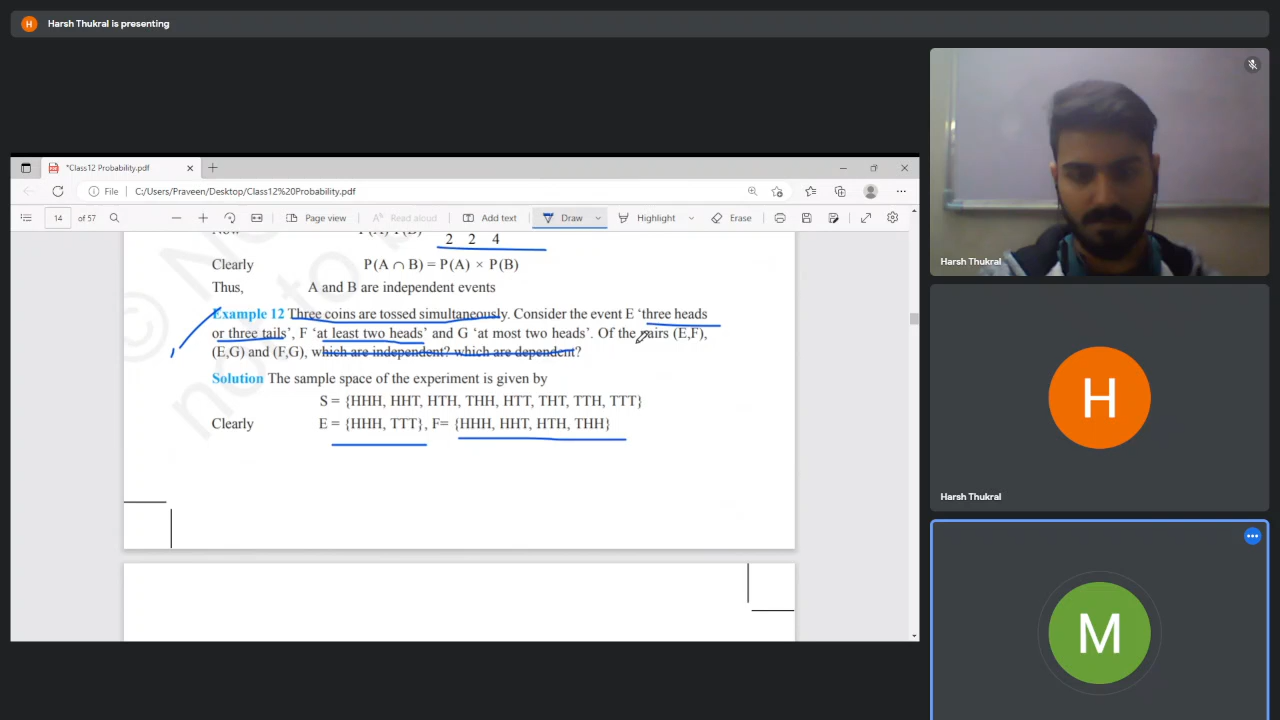 H Harsh Thukral is presenting
*Class12 Probability.pdf
File C:/Users/Praveen/Desktop/Class12%20Probability.pdf
14 of 57 Page view Read aloud Add text Draw Highlight Erase
© No
not to b
2 2 4
Clearly P(A ∩ B) = P(A) × P(B)
Thus, A and B are independent events
Example 12 Three coins are tossed simultaneously. Consider the event E ‘three heads
or three tails’, F ‘at least two heads’ and G ‘at most two heads’. Of the pairs (E,F),
(E,G) and (F,G), which are independent? which are dependent?
Solution The sample space of the experiment is given by
S = {HHH, HHT, HTH, THH, HTT, THT, TTH, TTT}
Clearly E = {HHH, TTT}, F= {HHH, HHT, HTH, THH}
Harsh Thukral
H
Harsh Thukral
M